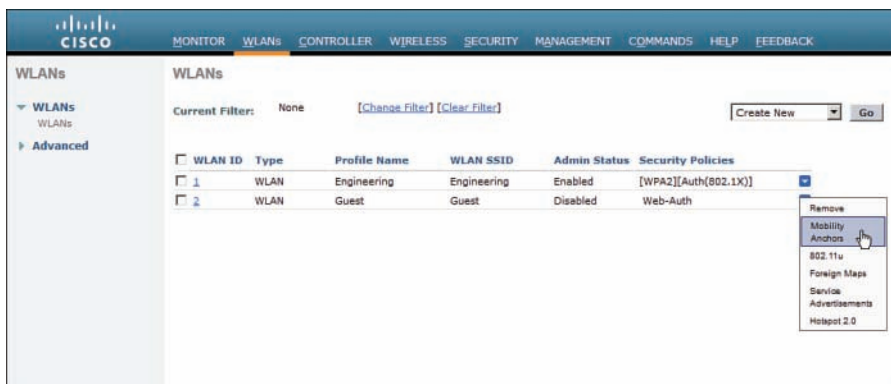 CISCO
MONITOR WLANs CONTROLLER WIRELESS SECURITY MANAGEMENT COMMANDS HELP FEEDBACK
WLANs
WLANs
WLANs
Advanced
WLANs
Current Filter: None [Change Filter] [Clear Filter]
Create New Go
WLAN ID Type Profile Name WLAN SSID Admin Status Security Policies
1 WLAN Engineering Engineering Enabled [WPA2][Auth(802.1X)]
2 WLAN Guest Guest Disabled Web-Auth
Remove
Mobility
Anchors
802.11u
Foreign Maps
Service
Advertisements
Hotspot 2.0